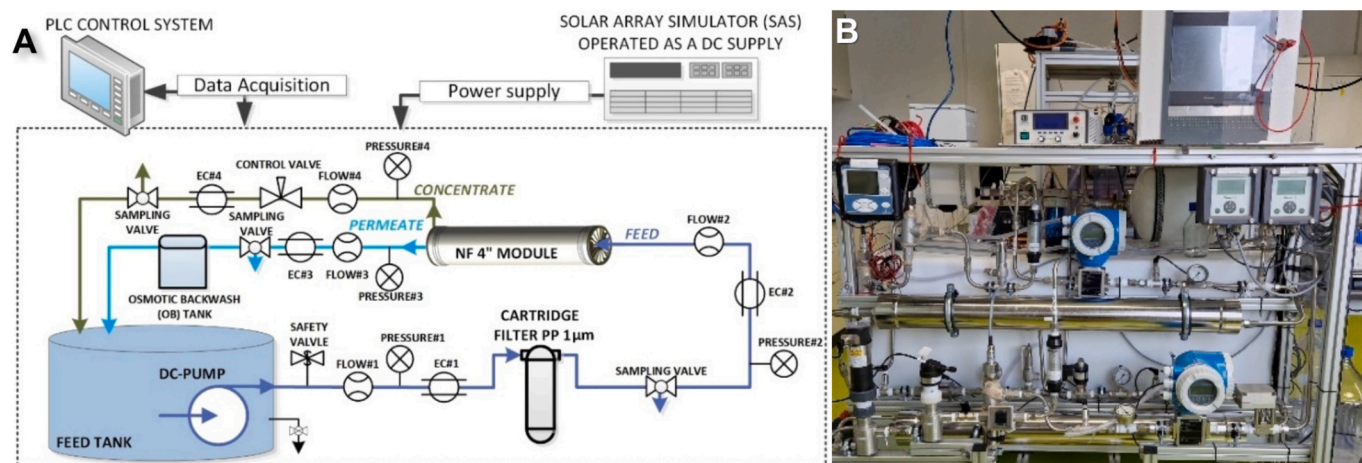 PLC CONTROL SYSTEM
SOLAR ARRAY SIMULATOR (SAS)
OPERATED AS A DC SUPPLY
A
B
Data Acquisition
Power supply
PRESSURE#4
CONTROL VALVE
EC#4
FLOW#4
CONCENTRATE
SAMPLING
VALVE
SAMPLING
VALVE
PERMEATE
FLOW#2
FEED
NF 4" MODULE
EC#3
FLOW#3
PRESSURE#3
EC#2
OSMOTIC BACKWASH
(OB) TANK
CARTRIDGE
FILTER PP 1µm
SAFETY
VALVLE
PRESSURE#1
PRESSURE#2
FLOW#1
EC#1
SAMPLING VALVE
DC-PUMP
FEED TANK